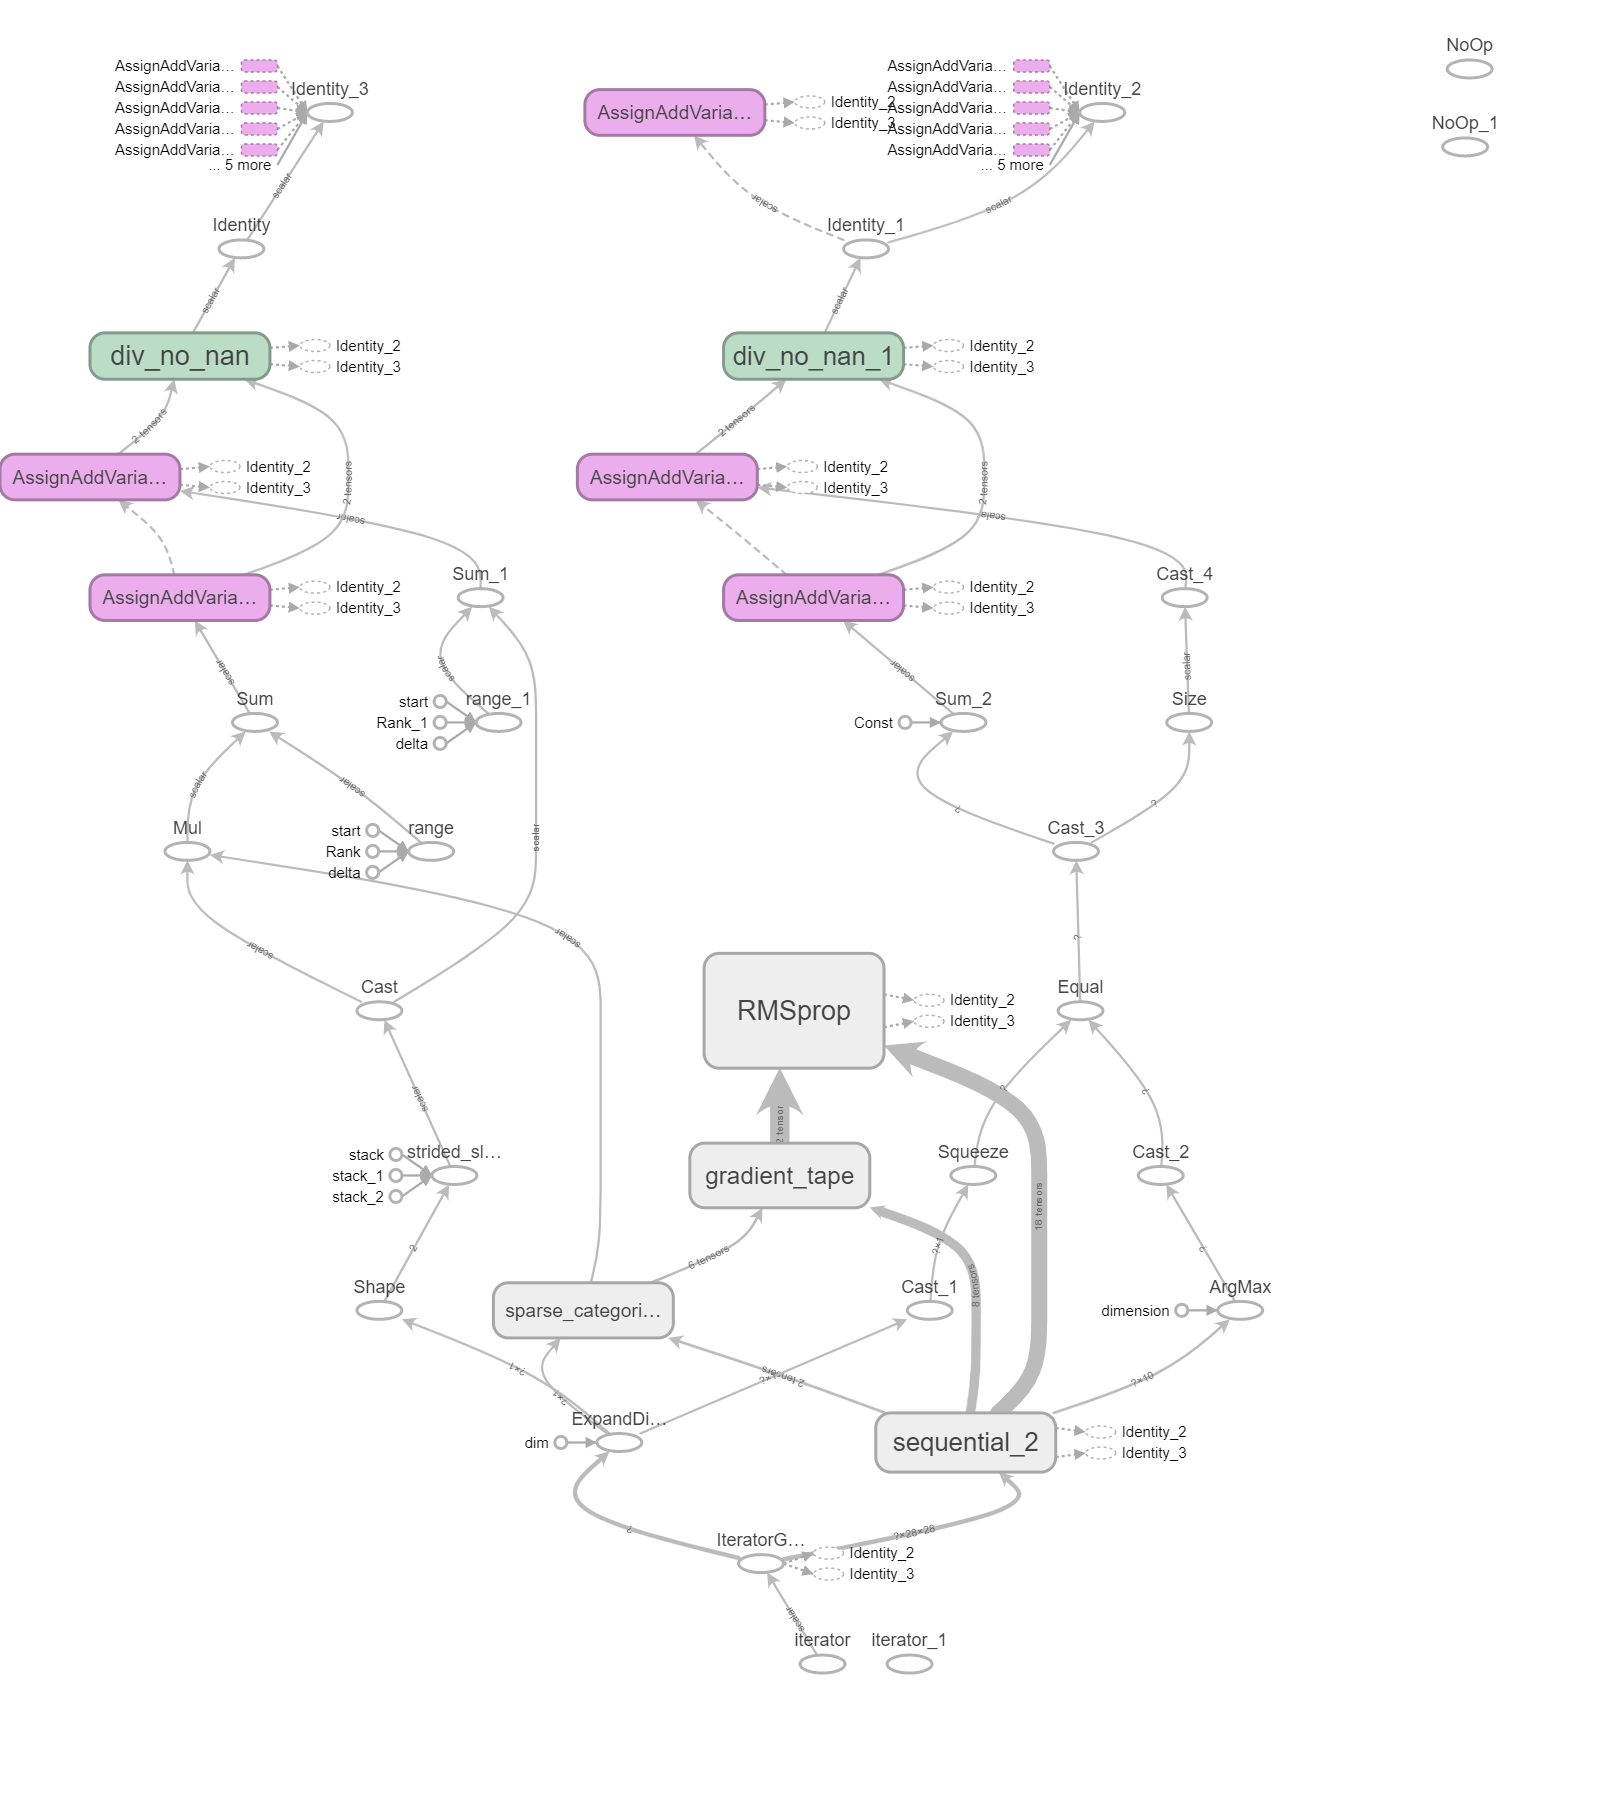 NoOp
AssignAddVaria…
AssignAddVaria…
AssignAddVaria…
AssignAddVaria…
AssignAddVaria…
... 5 more
Identity_3
AssignAddVaria…
Identity_2
Identity_3
AssignAddVaria…
AssignAddVaria…
AssignAddVaria…
AssignAddVaria…
AssignAddVaria…
... 5 more
Identity_2
NoOp_1
scalar
scalar
scalar
Identity
Identity_1
scalar
scalar
div_no_nan
Identity_2
Identity_3
div_no_nan_1
Identity_2
Identity_3
2 tensors
2 tensors
2 tensors
2 tensors
AssignAddVaria…
Identity_2
Identity_3
AssignAddVaria…
Identity_2
Identity_3
scalar
scalar
AssignAddVaria…
Identity_2
Identity_3
Sum_1
AssignAddVaria…
Identity_2
Identity_3
Cast_4
scalar
scalar
scalar
scalar
Sum
start
Rank_1
delta
range_1
Const
Sum_2
Size
scalar
scalar
?
?
Mul
start
Rank
delta
range
scalar
Cast_3
scalar
scalar
?
Cast
RMSprop
Identity_2
Identity_3
Equal
scalar
2 tensor
?
?
stack
stack_1
stack_2
strided_sl…
gradient_tape
Squeeze
Cast_2
18 tensors
2
6 tensors
?×1
8 tensors
?
Shape
sparse_categori…
Cast_1
dimension
ArgMax
?×1
?×1
?×1
2 tensors
?×10
dim
ExpandDi…
sequential_2
Identity_2
Identity_3
?
?×28×28
IteratorG…
Identity_2
Identity_3
scalar
iterator
iterator_1